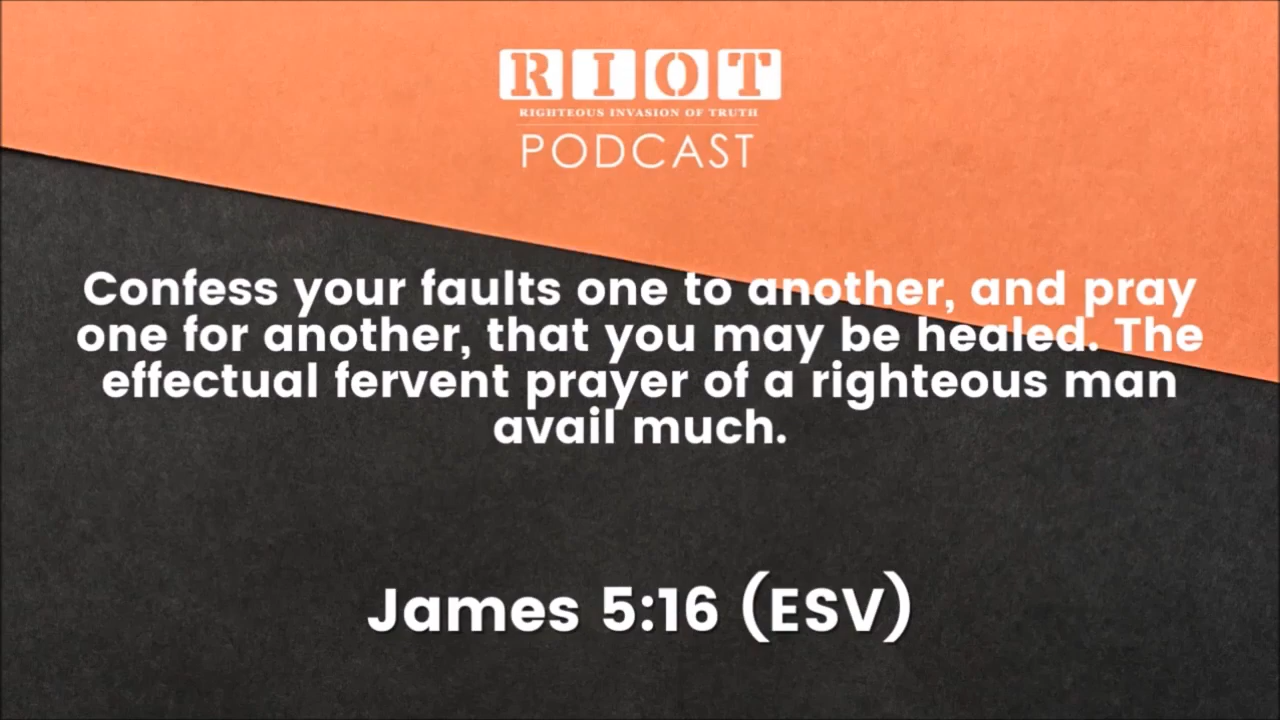 RIOT
RIGHTEOUS INVASION OF TRUTH
PODCAST
Confess your faults one to another, and pray
one for another, that you may be healed. The
effectual fervent prayer of a righteous man
avail much.
James 5:16 (ESV)